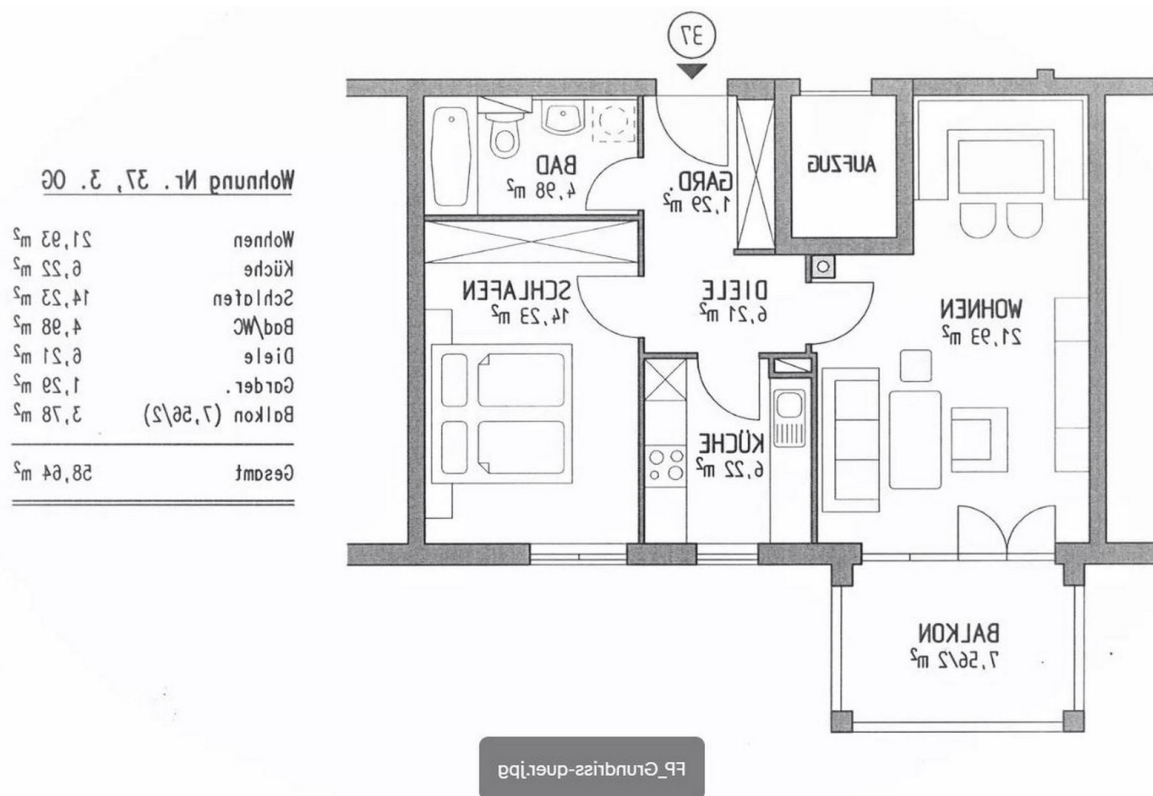 37
BAD
4,98 m²
GARD.
1,29 m²
AUFZUG
SCHLAFEN
14,23 m²
DIELE
6,21 m²
WOHNEN
21,93 m²
KÜCHE
6,22 m²
BALKON
7,56/2 m²
Wohnung Nr. 37, 3. OG
Wohnen 21,93 m²
Küche 6,22 m²
Schlafen 14,23 m²
Bad/WC 4,98 m²
Diele 6,21 m²
Garder. 1,29 m²
Balkon (7,56/2) 3,78 m²
Gesamt 58,64 m²
FP_Grundriss-quer.jpg